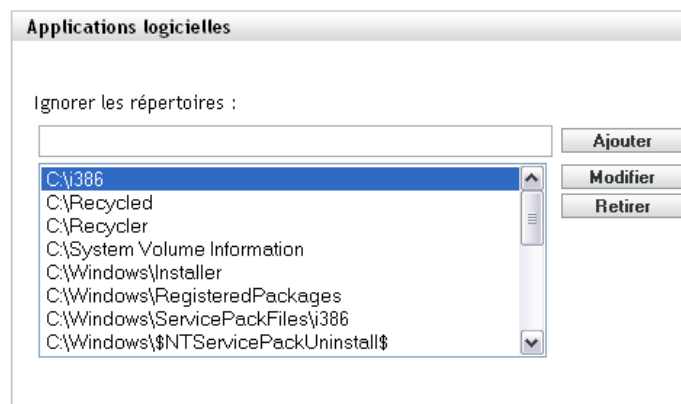 Applications logicielles
Ignorer les répertoires :
Ajouter
C:\i386
Modifier
C:\Recycled
Retirer
C:\Recycler
C:\System Volume Information
C:\Windows\Installer
C:\Windows\RegisteredPackages
C:\Windows\ServicePackFiles\i386
C:\Windows\$NTServicePackUninstall$